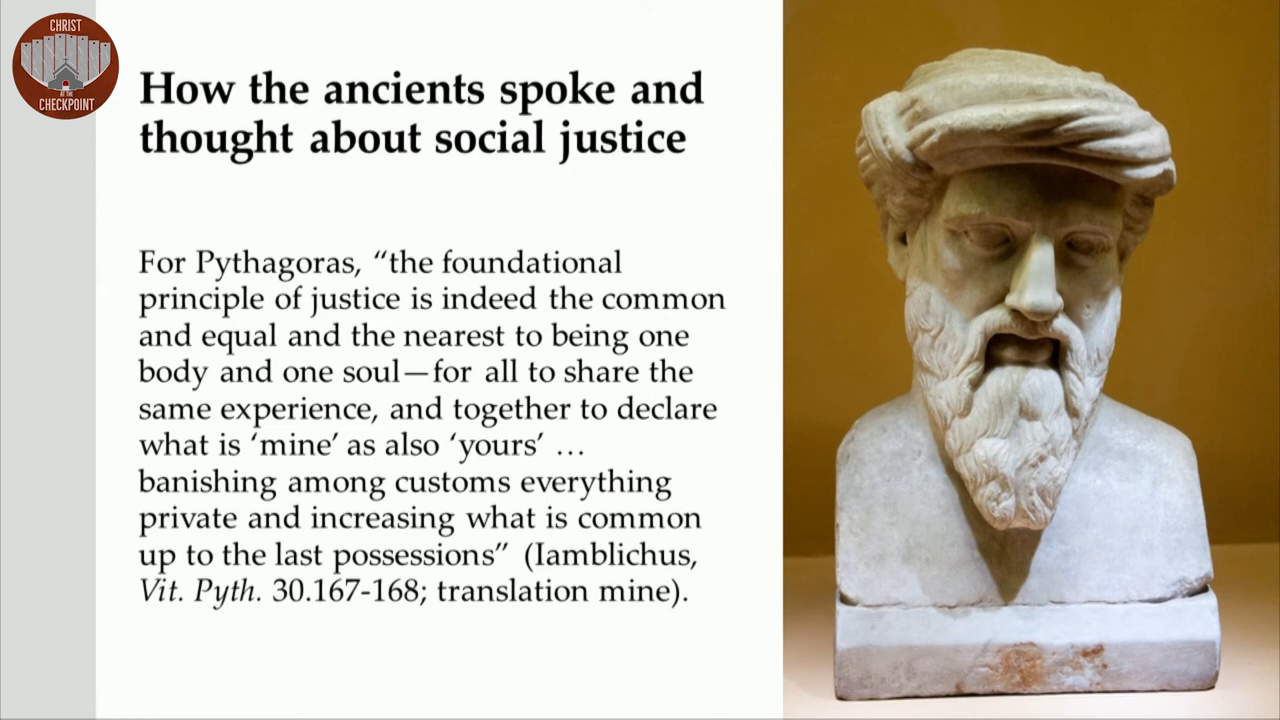 CHRIST
AT THE
CHECKPOINT
How the ancients spoke and
thought about social justice
For Pythagoras, “the foundational
principle of justice is indeed the common
and equal and the nearest to being one
body and one soul—for all to share the
same experience, and together to declare
what is ‘mine’ as also ‘yours’ …
banishing among customs everything
private and increasing what is common
up to the last possessions” (Iamblichus,
Vit. Pyth. 30.167-168; translation mine).